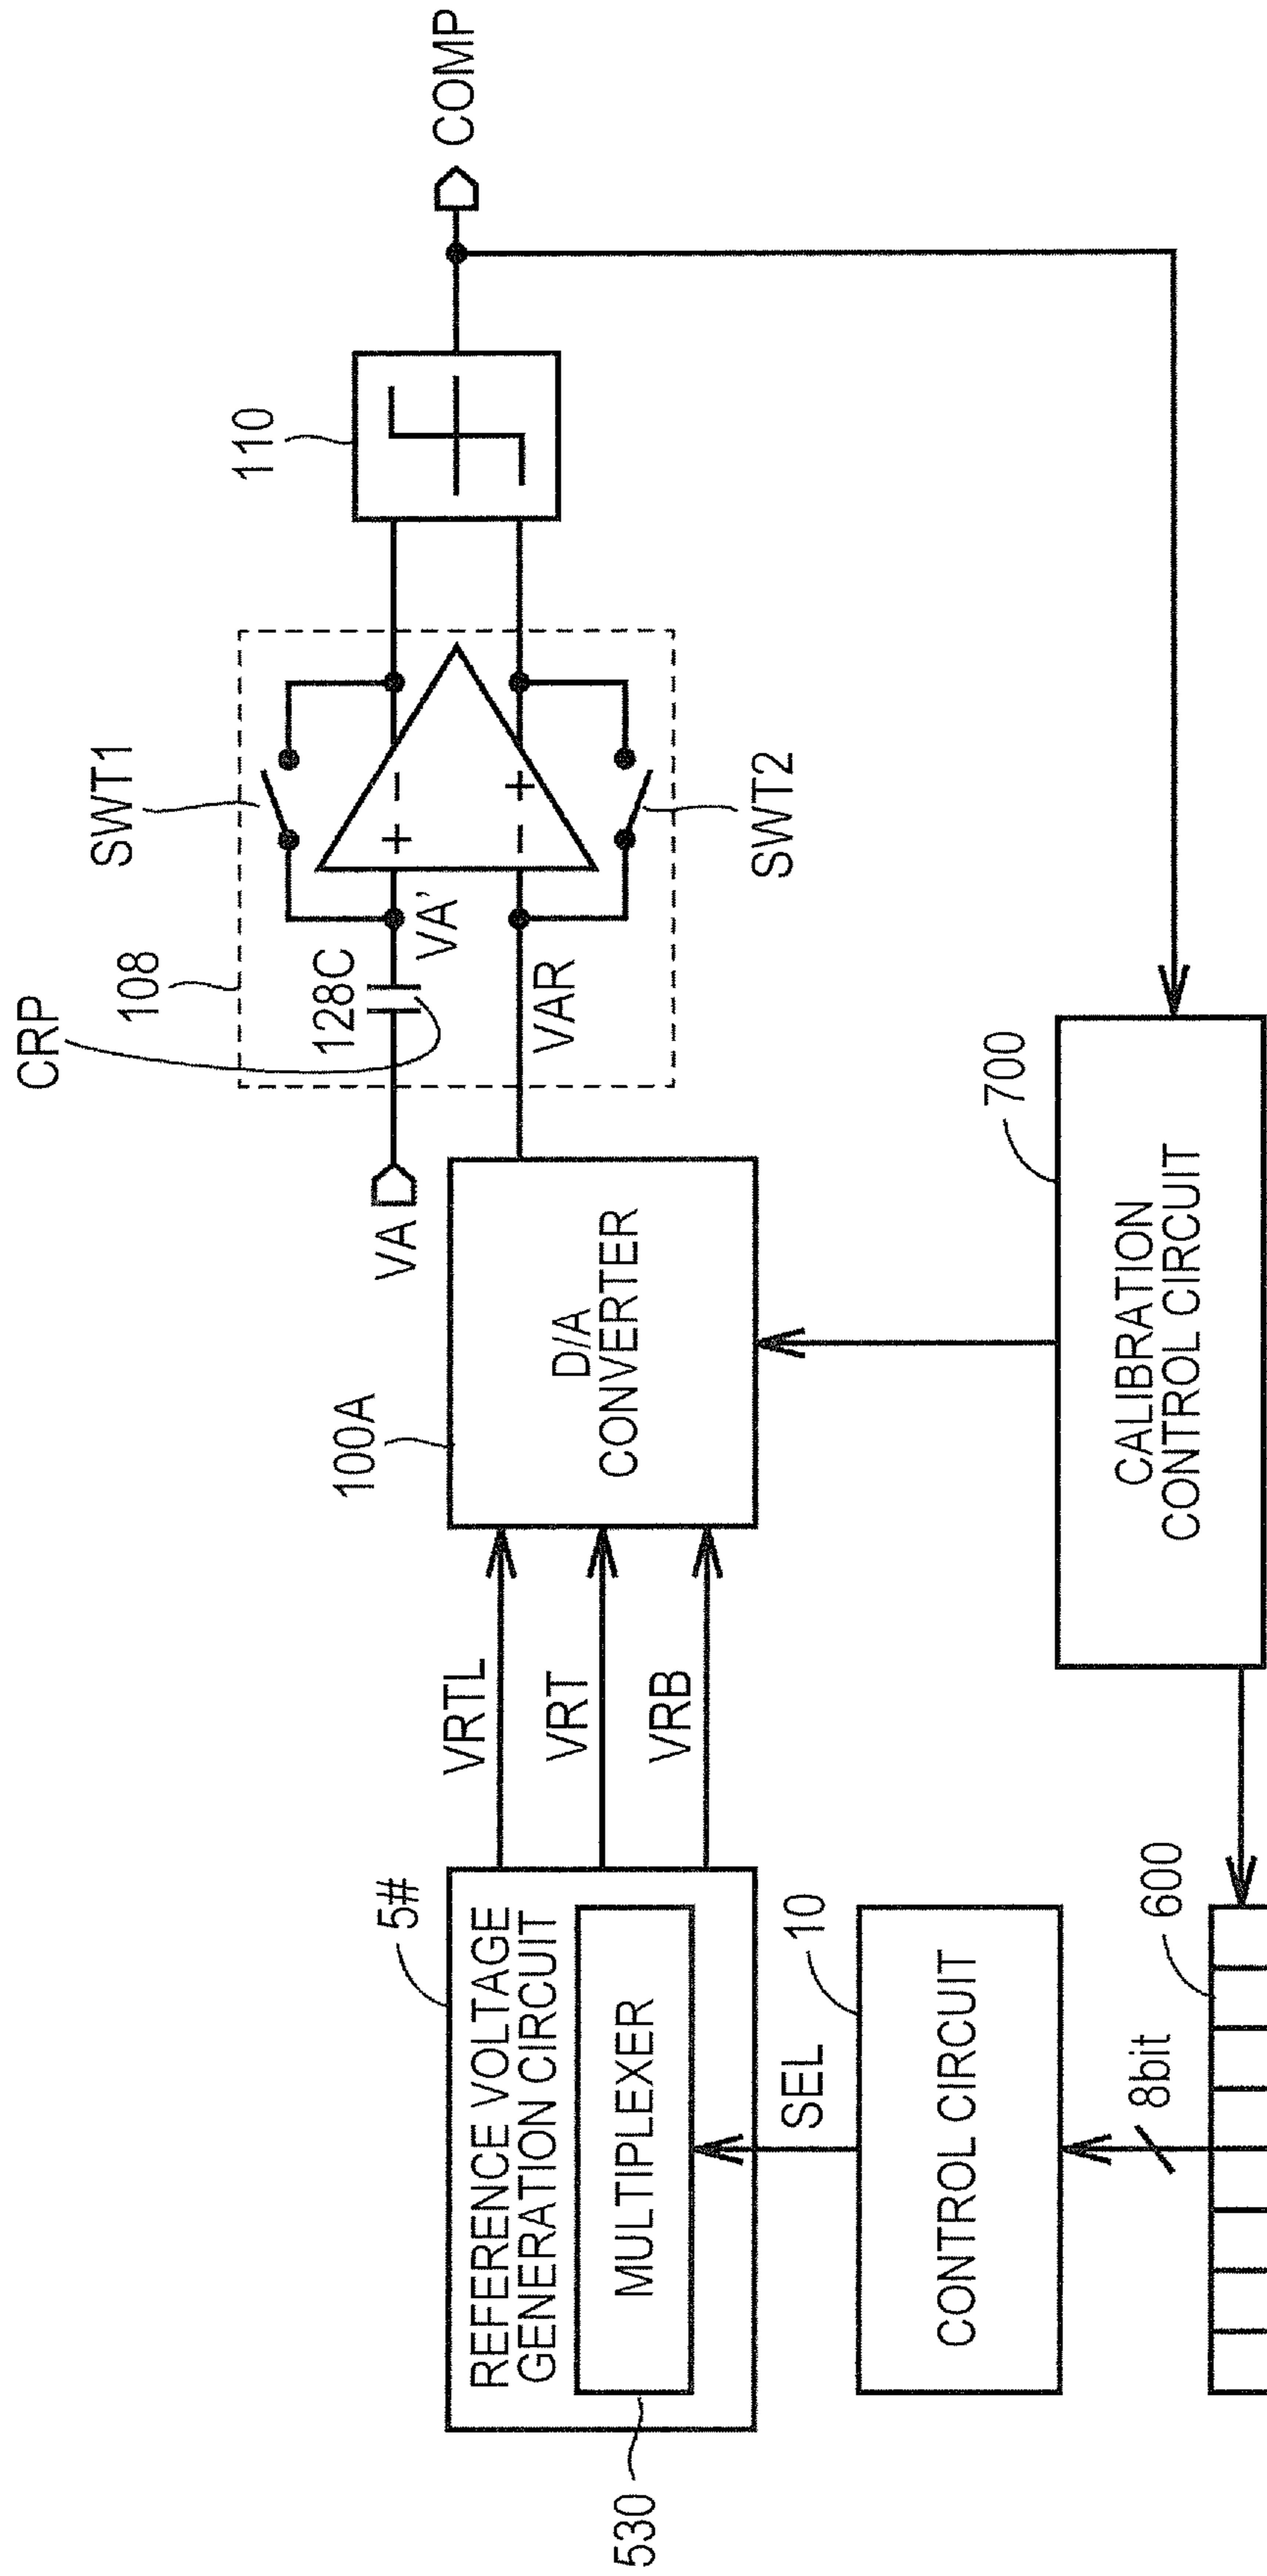 CRP
108
SWT1
110
COMP
128C
VA'
+ −
− +
VA
VAR
SWT2
100A
D/A
CONVERTER
VRTL
VRT
VRB
5#
REFERENCE VOLTAGE
GENERATION CIRCUIT
MULTIPLEXER
530
SEL
10
CONTROL CIRCUIT
8bit
600
700
CALIBRATION
CONTROL CIRCUIT